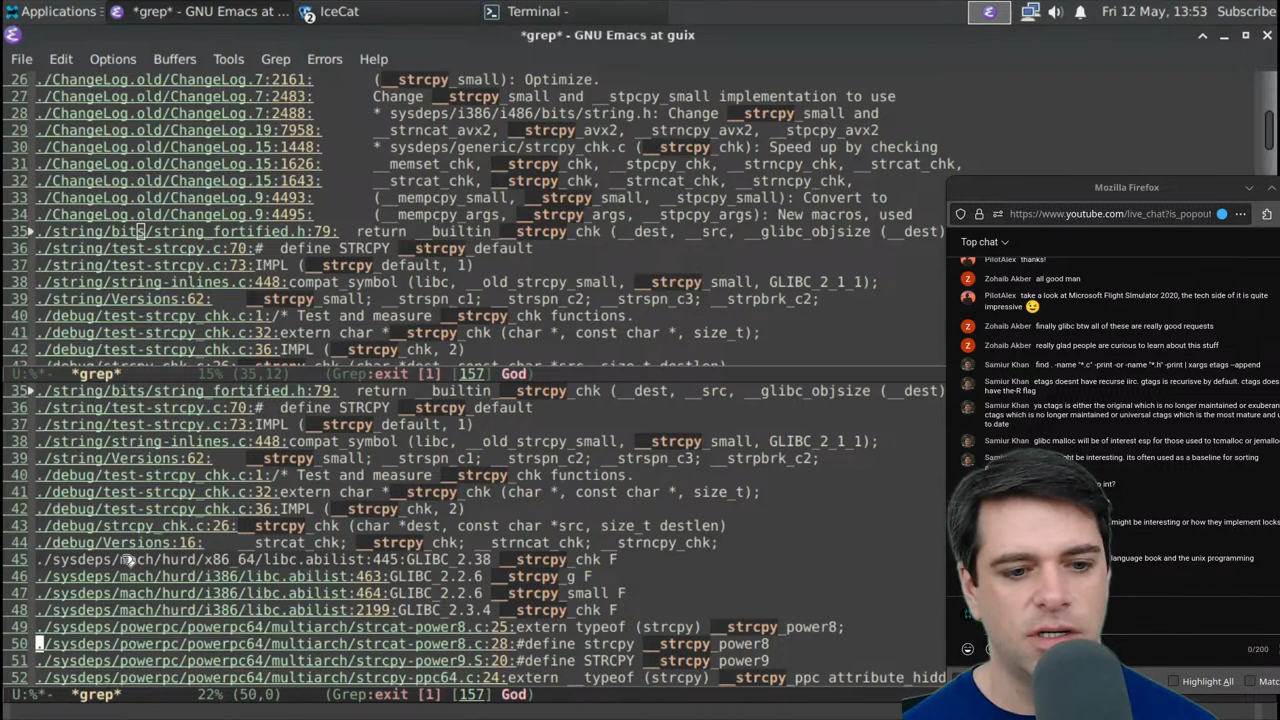 Applications
*grep* - GNU Emacs at ...
IceCat
2
Terminal -
Fri 12 May, 13:53
Subscribe
*grep* - GNU Emacs at guix
File Edit Options Buffers Tools Grep Errors Help
26 ./ChangeLog.old/ChangeLog.7:2161: (__strcpy_small): Optimize.
27 ./ChangeLog.old/ChangeLog.7:2483: Change __strcpy_small and __stpcpy_small implementation to use
28 ./ChangeLog.old/ChangeLog.7:2488: * sysdeps/i386/i486/bits/string.h: Change __strcpy_small and
29 ./ChangeLog.old/ChangeLog.19:7958: __strncat_avx2, __strcpy_avx2, __strncpy_avx2, __stpcpy_avx2
30 ./ChangeLog.old/ChangeLog.15:1448: * sysdeps/generic/strcpy_chk.c (__strcpy_chk): Speed up by checking
31 ./ChangeLog.old/ChangeLog.15:1626: __memset_chk, __stpcpy_chk, __strcpy_chk, __strncpy_chk, __strcat_chk,
32 ./ChangeLog.old/ChangeLog.15:1643: __strcat_chk, __strcpy_chk, __strncat_chk, __strncpy_chk,
33 ./ChangeLog.old/ChangeLog.9:4493: (__mempcpy_small, __strcpy_small, __stpcpy_small): Convert to
34 ./ChangeLog.old/ChangeLog.9:4495: (__mempcpy_args, __strcpy_args, __stpcpy_args): New macros, used
35 ./string/bits/string_fortified.h:79: return __builtin___strcpy_chk (__dest, __src, __glibc_objsize (__dest)
36 ./string/test-strcpy.c:70:# define STRCPY __strcpy_default
37 ./string/test-strcpy.c:73:IMPL (__strcpy_default, 1)
38 ./string/string-inlines.c:448:compat_symbol (libc, __old_strcpy_small, __strcpy_small, GLIBC_2_1_1);
39 ./string/Versions:62: __strcpy_small; __strspn_c1; __strspn_c2; __strspn_c3; __strpbrk_c2;
40 ./debug/test-strcpy_chk.c:1:/* Test and measure __strcpy_chk functions.
41 ./debug/test-strcpy_chk.c:32:extern char *__strcpy_chk (char *, const char *, size_t);
42 ./debug/test-strcpy_chk.c:36:IMPL (__strcpy_chk, 2)
U:%*- *grep* 15% (35,12) (Grep:exit [1] [157] God)
35 ./string/bits/string_fortified.h:79: return __builtin___strcpy_chk (__dest, __src, __glibc_objsize (__dest)
36 ./string/test-strcpy.c:70:# define STRCPY __strcpy_default
37 ./string/test-strcpy.c:73:IMPL (__strcpy_default, 1)
38 ./string/string-inlines.c:448:compat_symbol (libc, __old_strcpy_small, __strcpy_small, GLIBC_2_1_1);
39 ./string/Versions:62: __strcpy_small; __strspn_c1; __strspn_c2; __strspn_c3; __strpbrk_c2;
40 ./debug/test-strcpy_chk.c:1:/* Test and measure __strcpy_chk functions.
41 ./debug/test-strcpy_chk.c:32:extern char *__strcpy_chk (char *, const char *, size_t);
42 ./debug/test-strcpy_chk.c:36:IMPL (__strcpy_chk, 2)
43 ./debug/strcpy_chk.c:26:__strcpy_chk (char *dest, const char *src, size_t destlen)
44 ./debug/Versions:16: __strcat_chk; __strcpy_chk; __strncat_chk; __strncpy_chk;
45 ./sysdeps/mach/hurd/x86_64/libc.abilist:445:GLIBC_2.38 __strcpy_chk F
46 ./sysdeps/mach/hurd/i386/libc.abilist:463:GLIBC_2.2.6 __strcpy_g F
47 ./sysdeps/mach/hurd/i386/libc.abilist:464:GLIBC_2.2.6 __strcpy_small F
48 ./sysdeps/mach/hurd/i386/libc.abilist:2199:GLIBC_2.3.4 __strcpy_chk F
49 ./sysdeps/powerpc/powerpc64/multiarch/strcat-power8.c:25:extern typeof (strcpy) __strcpy_power8;
50 ./sysdeps/powerpc/powerpc64/multiarch/strcat-power8.c:28:#define STRCPY __strcpy_power8
51 ./sysdeps/powerpc/powerpc64/multiarch/strcpy-power9.S:20:#define STRCPY __strcpy_power9
52 ./sysdeps/powerpc/powerpc64/multiarch/strcpy-ppc64.c:24:extern __typeof (strcpy) __strcpy_ppc attribute_hidd
U:%*- *grep* 22% (50,0) (Grep:exit [1] [157] God)
Mozilla Firefox
https://www.youtube.com/live_chat?is_popout
Top chat
PilotAlex thanks!
Zohaib Akber all good man
PilotAlex take a look at Microsoft Flight SImulator 2020, the tech side of it is quite
impressive
Zohaib Akber finally glibc btw all of these are really good requests
Zohaib Akber really glad people are curious to learn about this stuff
Samiur Khan find . -name "*.c" -print -or -name "*.h" -print | xargs etags --append
Samiur Khan etags doesnt have recurse iirc. ctags is recurisve by default. ctags does
have the-R flag
Samiur Khan ya ctags is either the original which is no longer maintained or exuberan
ctags which is no longer maintained or universal ctags which is most mature and u
to date
Samiur Khan glibc malloc will be of interest esp for those used to tcmalloc or jemalloc
Samiur Khan
might be interesting. its often used as a baseline for sorting
to int?
might be interesting or how they implement locks
language book and the unix programming
0/200
Highlight All
Matc